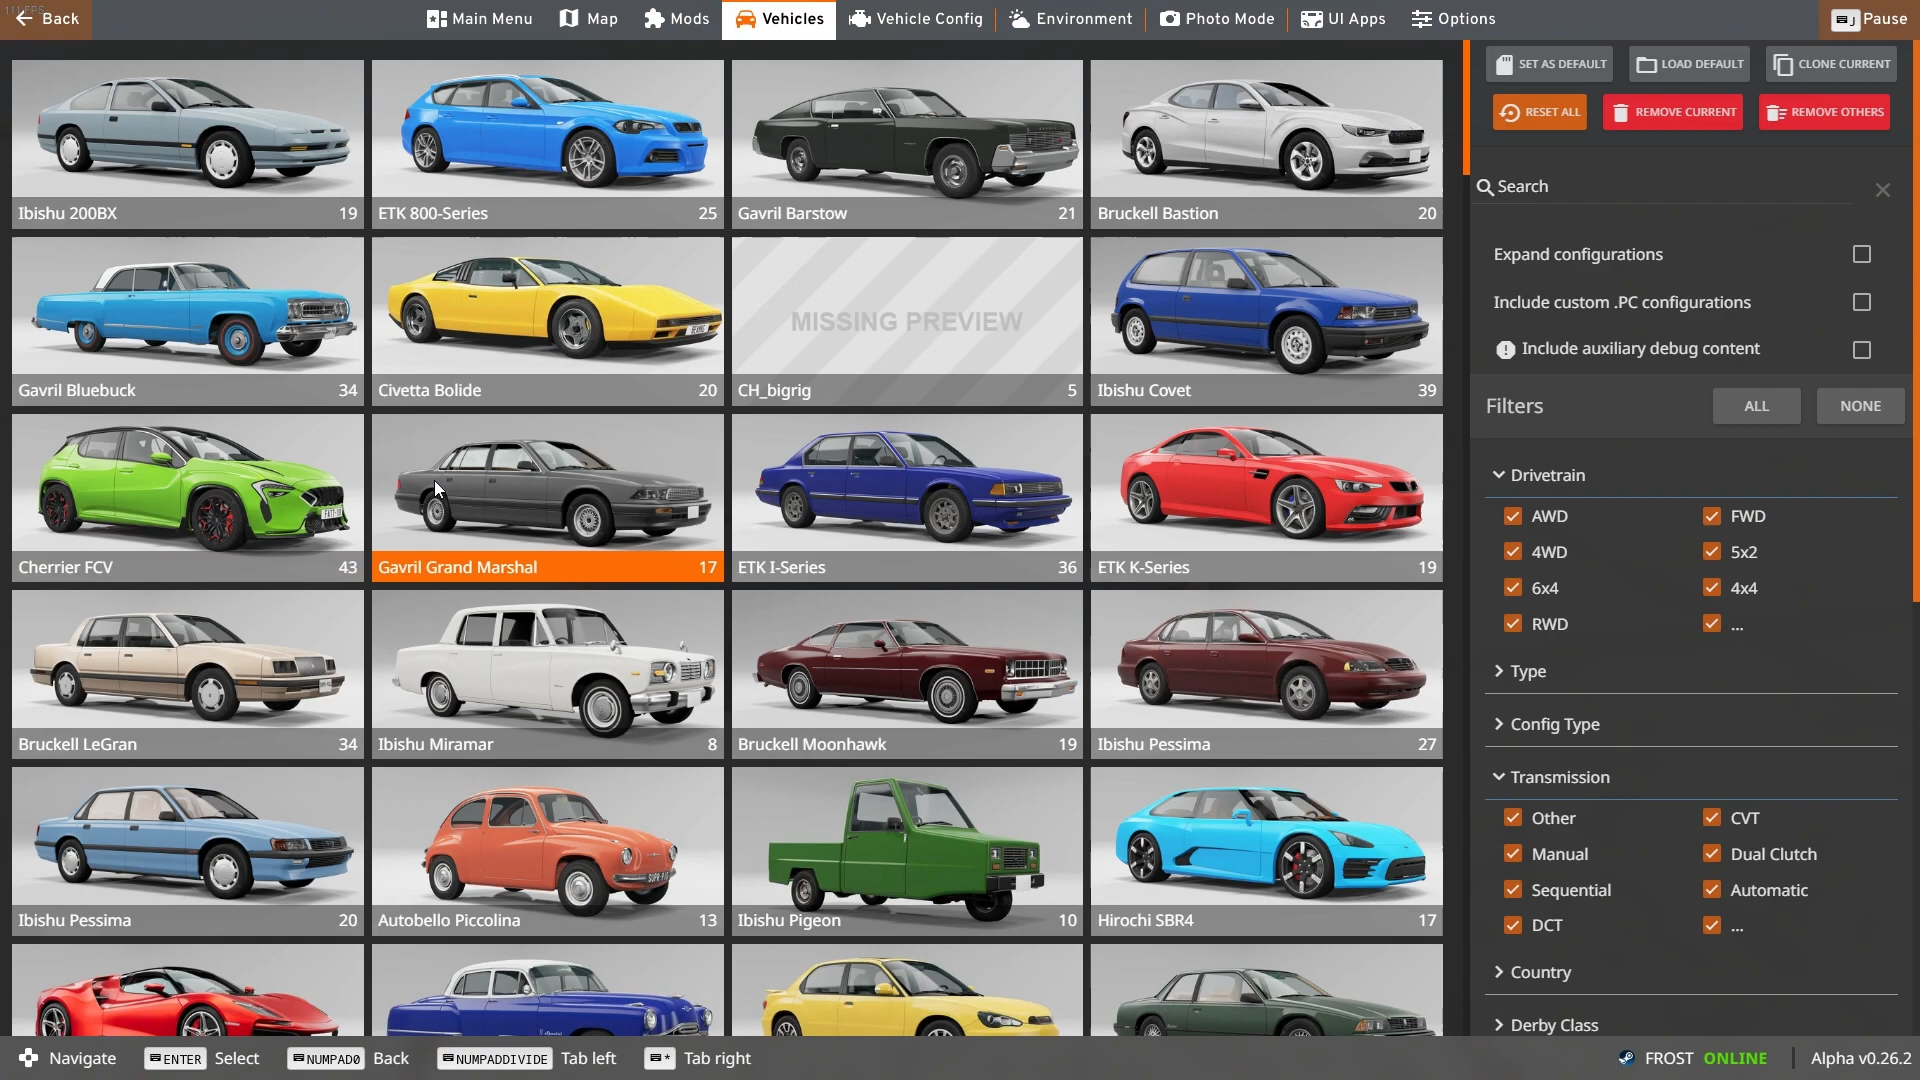 111 FPS
Back
Main Menu
Map
Mods
Vehicles
Vehicle Config
Environment
Photo Mode
UI Apps
Options
J
Pause
SET AS DEFAULT
LOAD DEFAULT
CLONE CURRENT
RESET ALL
REMOVE CURRENT
REMOVE OTHERS
Search
Expand configurations
Include custom .PC configurations
Include auxiliary debug content
Filters
ALL
NONE
Drivetrain
AWD
FWD
4WD
5x2
6x4
4x4
RWD
...
Type
Config Type
Transmission
Other
CVT
Manual
Dual Clutch
Sequential
Automatic
DCT
...
Country
Derby Class
Ibishu 200BX 19
ETK 800-Series 25
Gavril Barstow 21
Bruckell Bastion 20
Gavril Bluebuck 34
Civetta Bolide 20
MISSING PREVIEW
CH_bigrig 5
Ibishu Covet 39
Cherrier FCV 43
Gavril Grand Marshal 17
ETK I-Series 36
ETK K-Series 19
Bruckell LeGran 34
Ibishu Miramar 8
Bruckell Moonhawk 19
Ibishu Pessima 27
Ibishu Pessima 20
Autobello Piccolina 13
Ibishu Pigeon 10
Hirochi SBR4 17
Navigate
ENTER Select
NUMPAD0 Back
NUMPADDIVIDE Tab left
* Tab right
FROST ONLINE
Alpha v0.26.2